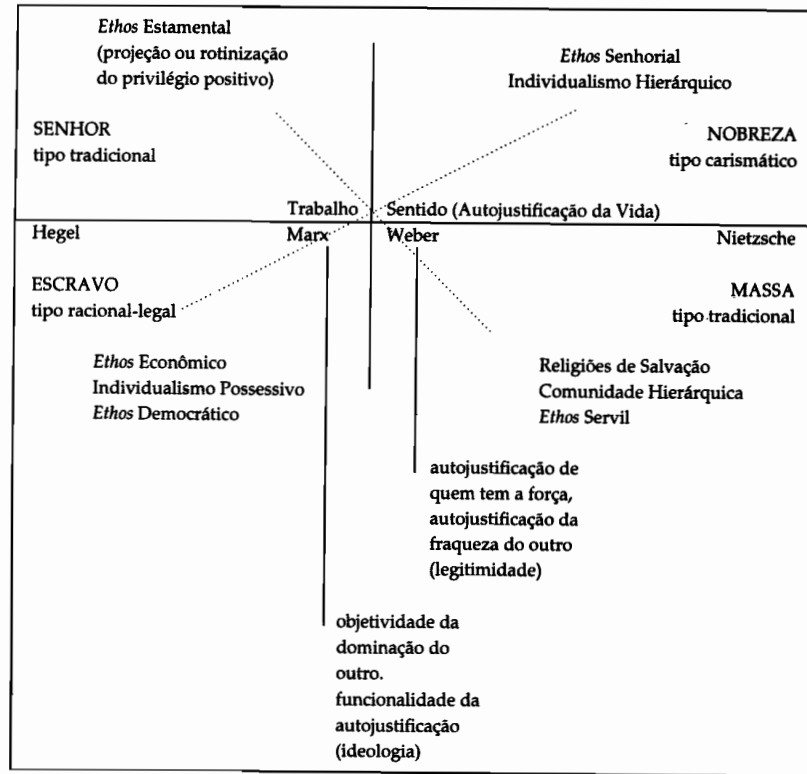 Ethos Estamental
(projeção ou rotinização
do privilégio positivo)
Ethos Senhorial
Individualismo Hierárquico
SENHOR
tipo tradicional
NOBREZA
tipo carismático
Trabalho
Sentido (Autojustificação da Vida)
Hegel
Marx
Weber
Nietzsche
ESCRAVO
tipo racional-legal
MASSA
tipo tradicional
Ethos Econômico
Individualismo Possessivo
Ethos Democrático
Religiões de Salvação
Comunidade Hierárquica
Ethos Servil
autojustificação de
quem tem a força,
autojustificação da
fraqueza do outro
(legitimidade)
objetividade da
dominação do
outro.
funcionalidade da
autojustificação
(ideologia)